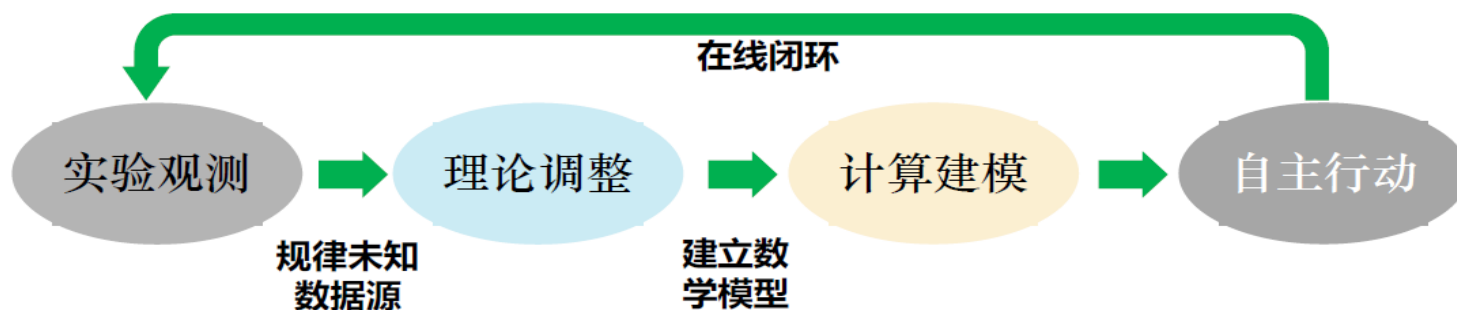 在线闭环
实验观测
理论调整
计算建模
自主行动
规律未知
数据源
建立数
学模型